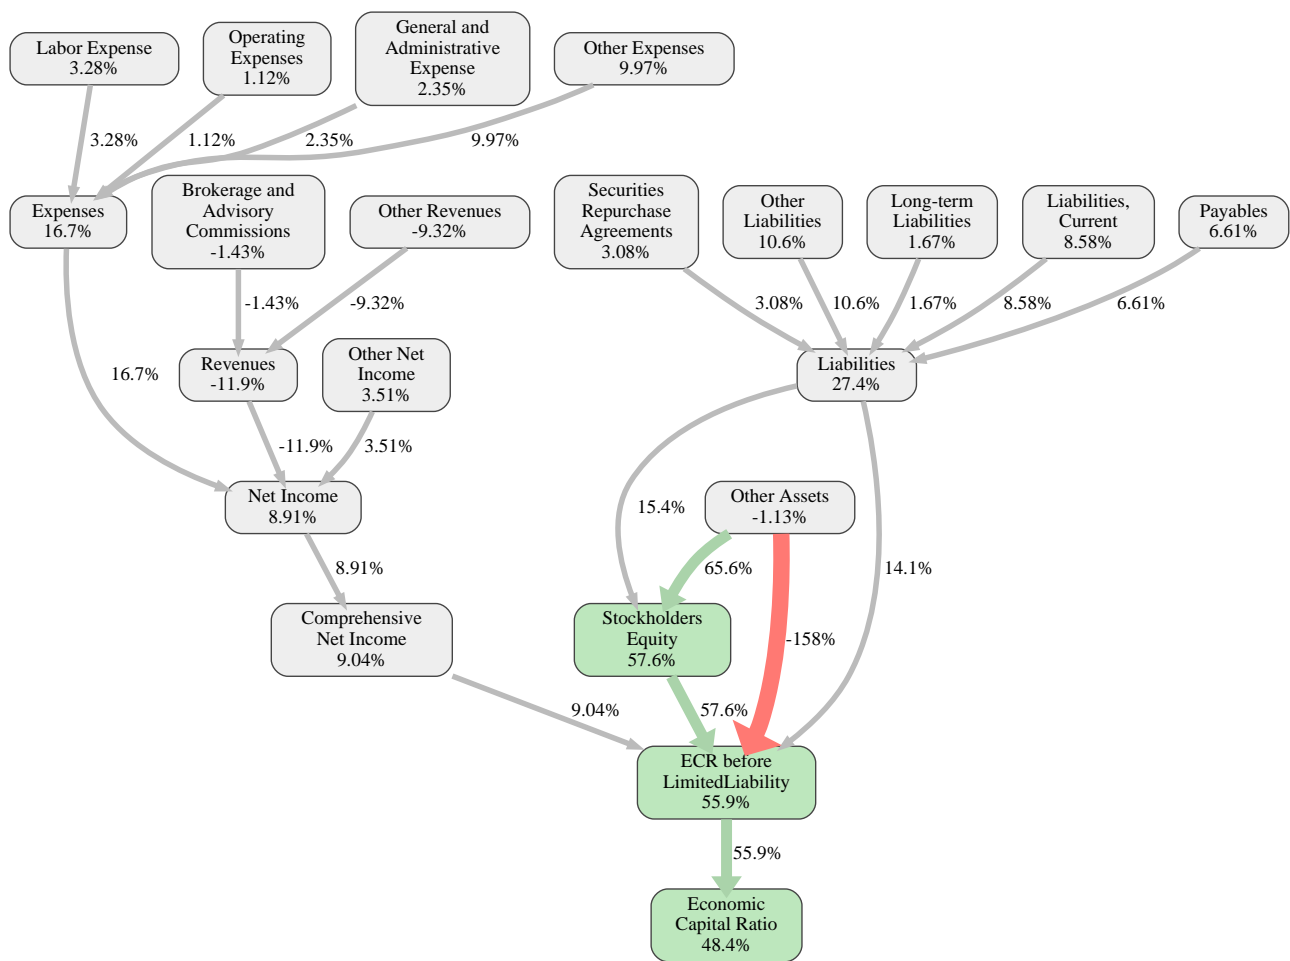 Labor Expense
3.28%
Operating
Expenses
1.12%
General and
Administrative
Expense
2.35%
Other Expenses
9.97%
3.28%
1.12%
2.35%
9.97%
Expenses
16.7%
Brokerage and
Advisory
Commissions
-1.43%
Other Revenues
-9.32%
Securities
Repurchase
Agreements
3.08%
Other
Liabilities
10.6%
Long-term
Liabilities
1.67%
Liabilities,
Current
8.58%
Payables
6.61%
-1.43%
-9.32%
3.08%
10.6%
1.67%
8.58%
6.61%
16.7%
Revenues
-11.9%
Other Net
Income
3.51%
Liabilities
27.4%
-11.9%
3.51%
Net Income
8.91%
15.4%
Other Assets
-1.13%
8.91%
65.6%
14.1%
Comprehensive
Net Income
9.04%
Stockholders
Equity
57.6%
-158%
9.04%
57.6%
ECR before
LimitedLiability
55.9%
55.9%
Economic
Capital Ratio
48.4%